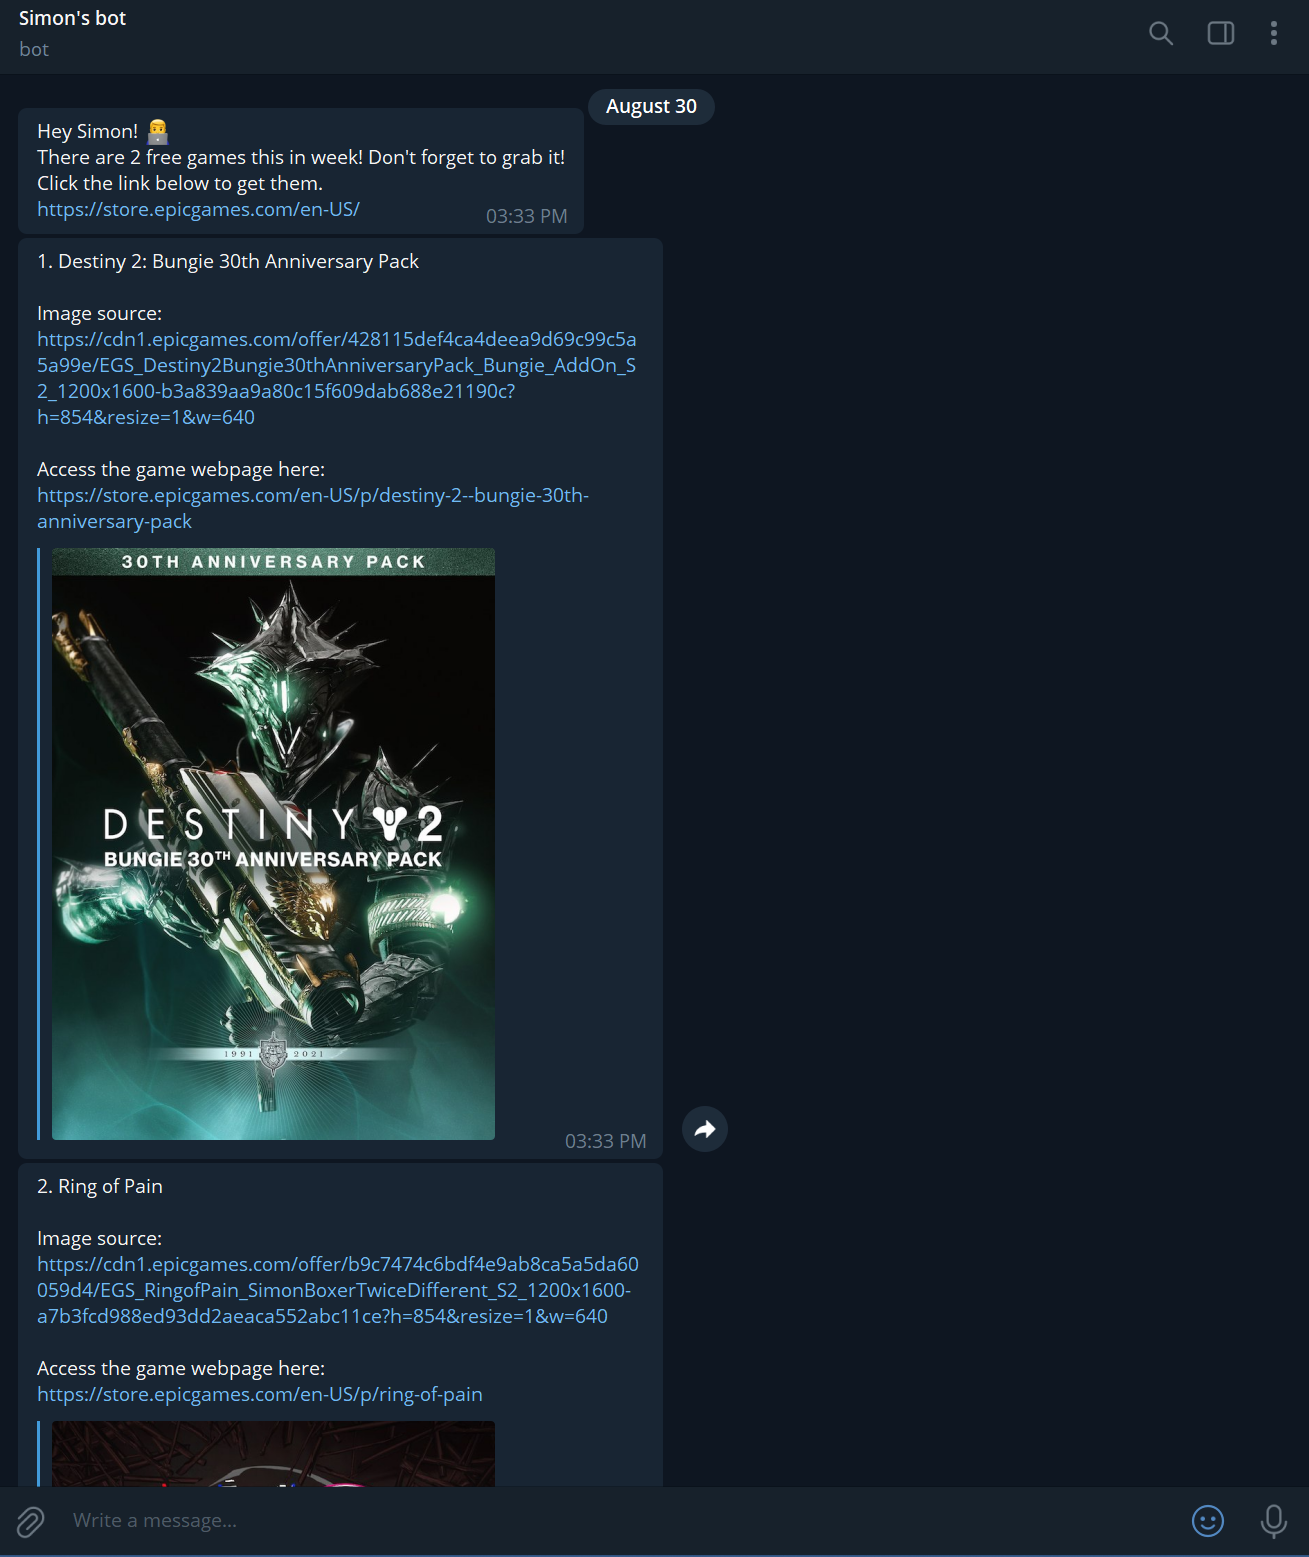 Simon's bot
bot
August 30
Hey Simon! 👨‍💻
There are 2 free games this in week! Don't forget to grab it!
Click the link below to get them.
https://store.epicgames.com/en-US/
03:33 PM
1. Destiny 2: Bungie 30th Anniversary Pack
Image source:
https://cdn1.epicgames.com/offer/428115def4ca4deea9d69c99c5a
5a99e/EGS_Destiny2Bungie30thAnniversaryPack_Bungie_AddOn_S
2_1200x1600-b3a839aa9a80c15f609dab688e21190c?
h=854&resize=1&w=640
Access the game webpage here:
https://store.epicgames.com/en-US/p/destiny-2--bungie-30th-
anniversary-pack
30TH ANNIVERSARY PACK
DESTINY 2
BUNGIE 30TH ANNIVERSARY PACK
1991 2021
03:33 PM
2. Ring of Pain
Image source:
https://cdn1.epicgames.com/offer/b9c7474c6bdf4e9ab8ca5a5da60
059d4/EGS_RingofPain_SimonBoxerTwiceDifferent_S2_1200x1600-
a7b3fcd988ed93dd2aeaca552abc11ce?h=854&resize=1&w=640
Access the game webpage here:
https://store.epicgames.com/en-US/p/ring-of-pain
Write a message...